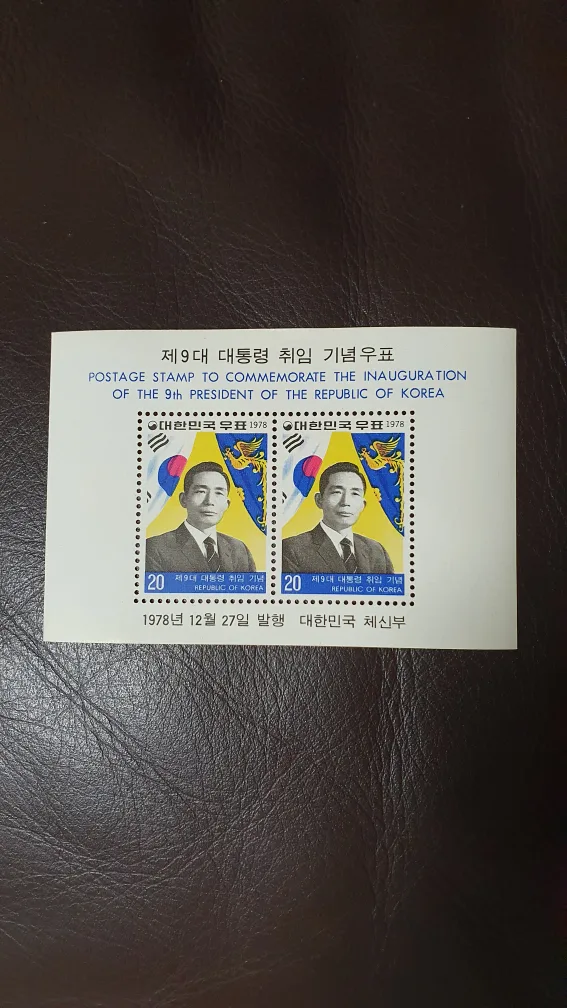 제9대 대통령 취임 기념우표
POSTAGE STAMP TO COMMEMORATE THE INAUGURATION
OF THE 9th PRESIDENT OF THE REPUBLIC OF KOREA
대한민국우표 1978
대한민국우표 1978
20 제9대 대통령 취임 기념
REPUBLIC OF KOREA
20 제9대 대통령 취임 기념
REPUBLIC OF KOREA
1978년 12월 27일 발행 대한민국 체신부